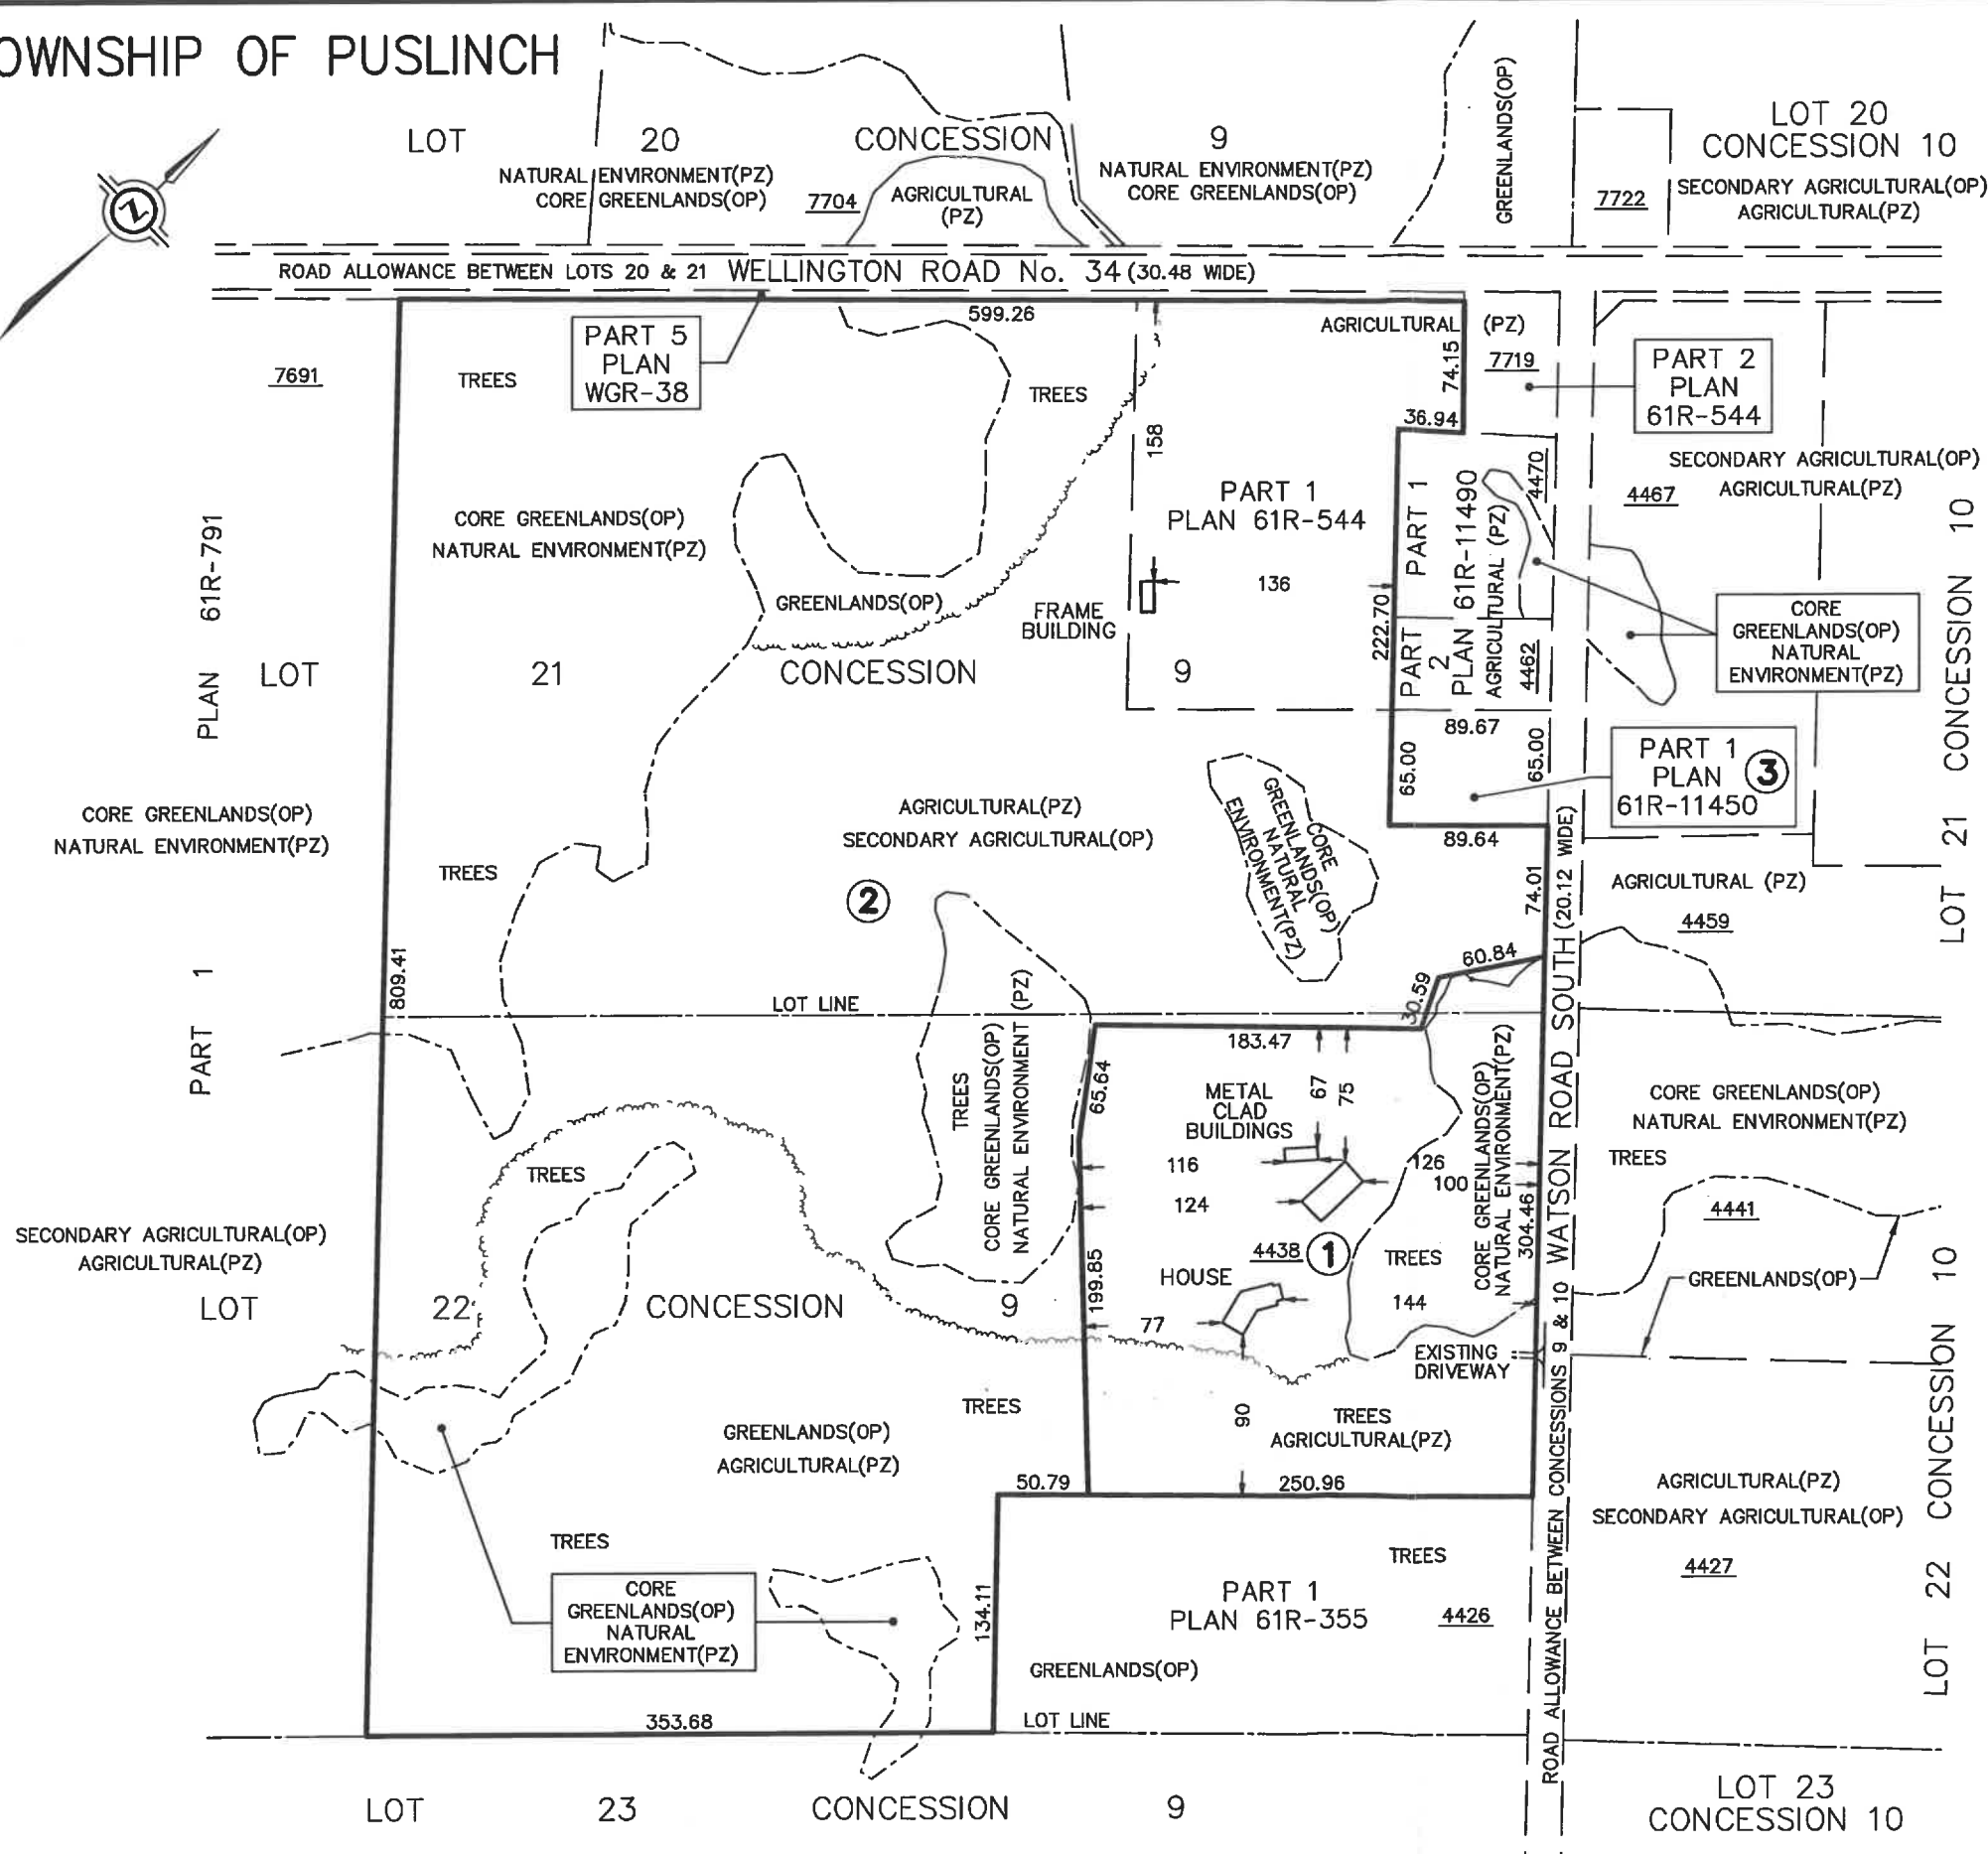 OWNSHIP OF PUSLINCH
LOT 20 CONCESSION 9
NATURAL ENVIRONMENT(PZ)
CORE GREENLANDS(OP)
7704
AGRICULTURAL
(PZ)
NATURAL ENVIRONMENT(PZ)
CORE GREENLANDS(OP)
GREENLANDS(OP)
LOT 20
CONCESSION 10
7722
SECONDARY AGRICULTURAL(OP)
AGRICULTURAL(PZ)
Z
ROAD ALLOWANCE BETWEEN LOTS 20 & 21 WELLINGTON ROAD No. 34 (30.48 WIDE)
599.26
PART 5
PLAN
WGR-38
7691
TREES
TREES
AGRICULTURAL (PZ)
7719
74.15
36.94
PART 2
PLAN
61R-544
158
PART 1
PLAN 61R-544
136
FRAME
BUILDING
PART 1
PLAN 61R-11490
AGRICULTURAL (PZ)
4470
222.70
PART
2
PLAN
4462
SECONDARY AGRICULTURAL(OP)
AGRICULTURAL(PZ)
4467
CORE
GREENLANDS(OP)
NATURAL
ENVIRONMENT(PZ)
LOT 21 CONCESSION 10
CORE GREENLANDS(OP)
NATURAL ENVIRONMENT(PZ)
GREENLANDS(OP)
PART 1 PLAN 61R-791
LOT 21 CONCESSION 9
89.67
65.00
65.00
89.64
PART 1
PLAN
61R-11450
3
CORE GREENLANDS(OP)
NATURAL ENVIRONMENT(PZ)
AGRICULTURAL(PZ)
SECONDARY AGRICULTURAL(OP)
TREES
2
CORE
GREENLANDS(OP)
NATURAL
ENVIRONMENT(PZ)
74.01
AGRICULTURAL (PZ)
4459
809.41
LOT LINE
60.84
30.59
183.47
65.64
TREES
CORE GREENLANDS(OP)
NATURAL ENVIRONMENT (PZ)
METAL
CLAD
BUILDINGS
67
75
116
124
126
100
CORE GREENLANDS(OP)
NATURAL ENVIRONMENT(PZ)
304.46
ROAD ALLOWANCE BETWEEN CONCESSIONS 9 & 10 WATSON ROAD SOUTH (20.12 WIDE)
CORE GREENLANDS(OP)
NATURAL ENVIRONMENT(PZ)
TREES
4441
GREENLANDS(OP)
TREES
SECONDARY AGRICULTURAL(OP)
AGRICULTURAL(PZ)
LOT 22 CONCESSION 9
4438
1
TREES
HOUSE
199.85
77
144
EXISTING
DRIVEWAY
90
TREES
AGRICULTURAL(PZ)
TREES
GREENLANDS(OP)
AGRICULTURAL(PZ)
50.79
250.96
AGRICULTURAL(PZ)
SECONDARY AGRICULTURAL(OP)
4427
LOT 22 CONCESSION 10
TREES
CORE
GREENLANDS(OP)
NATURAL
ENVIRONMENT(PZ)
134.11
TREES
PART 1
PLAN 61R-355
4426
GREENLANDS(OP)
353.68
LOT LINE
LOT 23 CONCESSION 9
LOT 23
CONCESSION 10